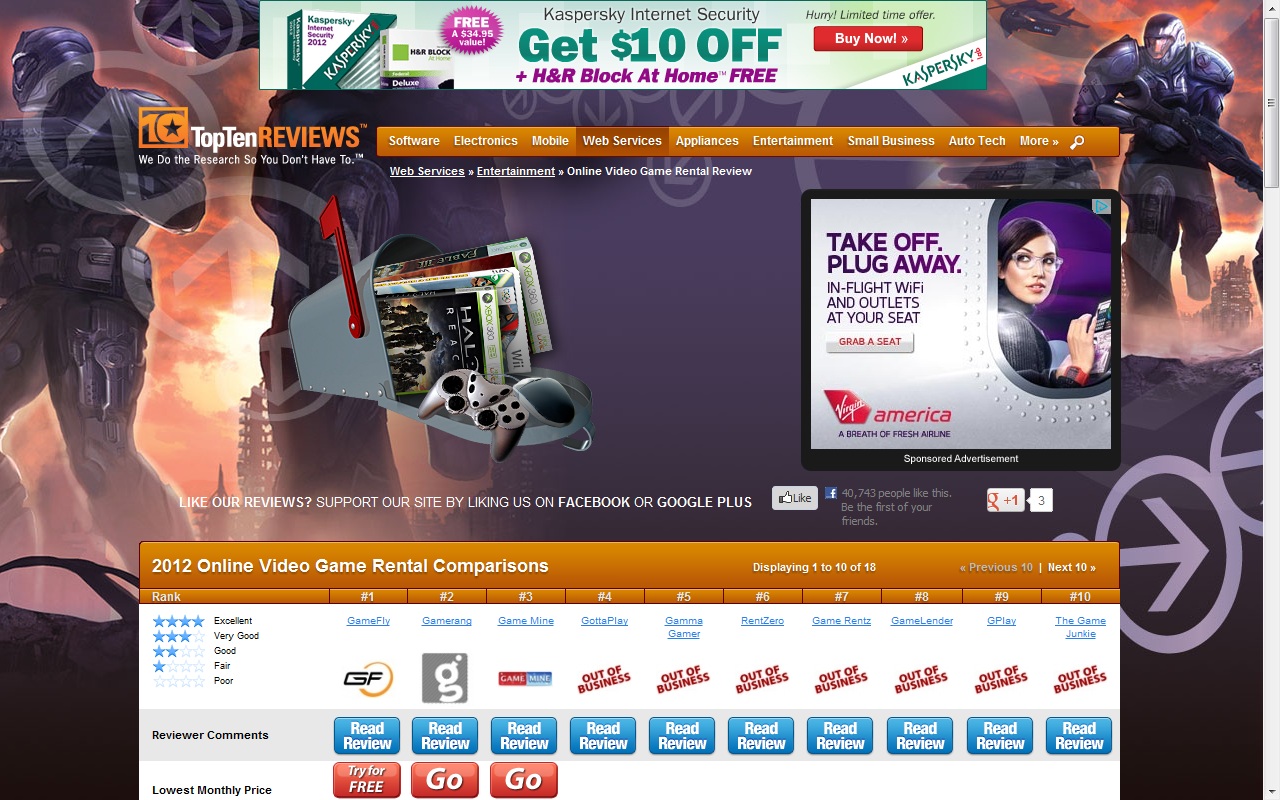 Kaspersky Internet Security 2012
KASPERSKY
H&R BLOCK
At Home
Federal
Deluxe
FREE
A $34.95
value!
Kaspersky Internet Security
Get $10 OFF
+ H&R Block At Home™ FREE
Hurry! Limited time offer.
Buy Now! »
KASPERSKY lab
10 TopTenREVIEWS™
We Do the Research So You Don't Have To.™
Software Electronics Mobile Web Services Appliances Entertainment Small Business Auto Tech More »
Web Services » Entertainment » Online Video Game Rental Review
FABLE III
XBOX 360
HALO
REACH
XBOX 360
Wii
TAKE OFF.
PLUG AWAY.
IN-FLIGHT WiFi
AND OUTLETS
AT YOUR SEAT
GRAB A SEAT
Virgin america
A BREATH OF FRESH AIRLINE
Sponsored Advertisement
LIKE OUR REVIEWS? SUPPORT OUR SITE BY LIKING US ON FACEBOOK OR GOOGLE PLUS
Like
40,743 people like this.
Be the first of your
friends.
g +1 3
2012 Online Video Game Rental Comparisons
Displaying 1 to 10 of 18
« Previous 10 | Next 10 »
Rank #1 #2 #3 #4 #5 #6 #7 #8 #9 #10
Excellent
Very Good
Good
Fair
Poor
GameFly Gamerang Game Mine GottaPlay Gamma Gamer RentZero Game Rentz GameLender GPlay The Game Junkie
GF g GAME MINE OUT OF BUSINESS OUT OF BUSINESS OUT OF BUSINESS OUT OF BUSINESS OUT OF BUSINESS OUT OF BUSINESS OUT OF BUSINESS
Reviewer Comments Read Review Read Review Read Review Read Review Read Review Read Review Read Review Read Review Read Review Read Review
Lowest Monthly Price Try for FREE Go Go